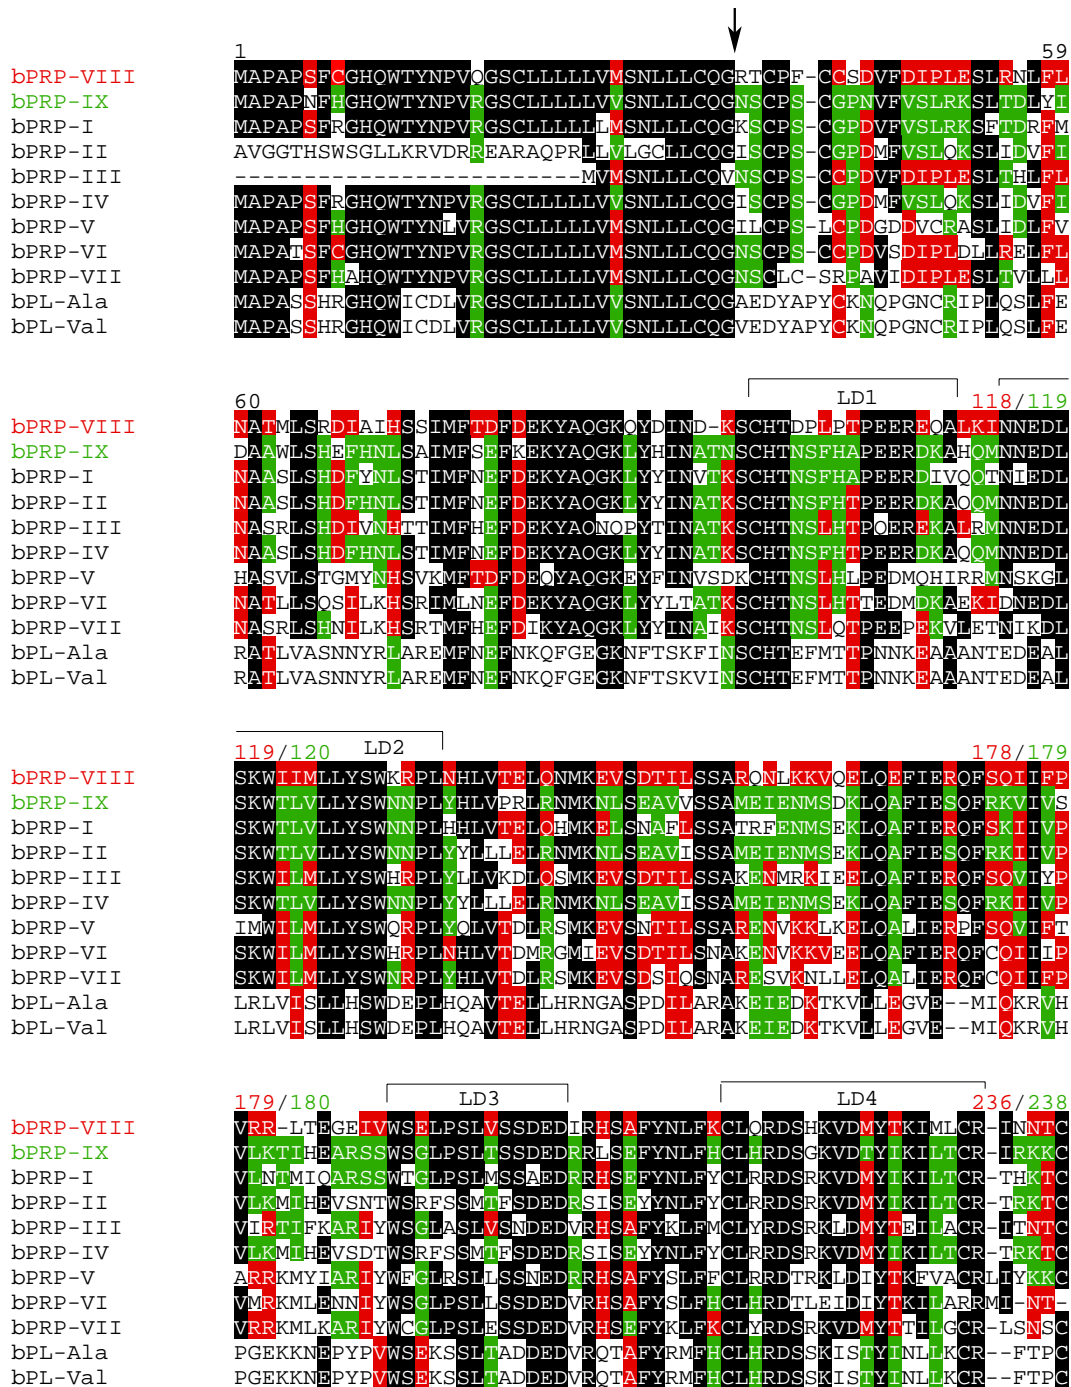 1 59
bPRP-VIII MAPAPSFCGHQWTYNPVQGSCLLLLLVMSNLLLCQGRTCPF-CCSDVFDIPLESLRNLFL
bPRP-IX MAPAPNFHGHQWTYNPVRGSCLLLLLVVSNLLLCQGNSCPS-CGPNVFVSLRKSLTDLYI
bPRP-I MAPAPSFRGHQWTYNPVRGSCLLLLLLMSNLLLCQGKSCPS-CGPDVFVSLRKSFTDRFM
bPRP-II AVGGTHSWSGLLKRVDRREARAQPRLLVLGCLLCQGISCPS-CGPDMFVSLQKSLIDVFI
bPRP-III -------------------------MVMSNLLLCQVNSCPS-CCPDVFDIPLESLTHLFL
bPRP-IV MAPAPSFRGHQWTYNPVRGSCLLLLLVVSNLLLCQGISCPS-CGPDMFVSLQKSLIDVFI
bPRP-V MAPAPSFHGHQWTYNLVRGSCLLLLLVMSNLLLCQGILCPS-LCPDGDDVCRASLIDLFV
bPRP-VI MAPATSFCGHQWTYNPVRGSCLLLLLVMSNLLLCQGNSCPS-CCPDVSDIPLDLLRELFL
bPRP-VII MAPAPSFHAHQWTYNPVRGSCLLLLLVMSNLLLCQGNSCLC-SRPAVIDIPLESLTVLLL
bPL-Ala MAPASSHRGHQWICDLVRGSCLLLLLVVSNLLLCQGAEDYAPYCKNQPGNCRIPLQSLFE
bPL-Val MAPASSHRGHQWICDLVRGSCLLLLLVVSNLLLCQGVEDYAPYCKNQPGNCRIPLQSLFE
60 LD1 118/119
bPRP-VIII NATMLSRDIAIHSSIMFTDFDEKYAQGKQYDIND-KSCHTDPLPTPEEREQALKINNEDL
bPRP-IX DAAWLSHEFHNLSAIMFSEFKEKYAQGKLYHINATNSCHTNSFHAPEERDKAHQMNNEDL
bPRP-I NAASLSHDFYNLSTIMFNEFDEKYAQGKLYYINVTKSCHTNSFHAPEERDIVQQTNIEDL
bPRP-II NAASLSHDFHNLSTIMFNEFDEKYAQGKLYYINATKSCHTNSFHTPEERDKAQQMNNEDL
bPRP-III NASRLSHDIVNHTTIMFHEFDEKYAQNQPYTINATKSCHTNSLHTPQEREKALRMNNEDL
bPRP-IV NAASLSHDFHNLSTIMFNEFDEKYAQGKLYYINATKSCHTNSFHTPEERDKAQQMNNEDL
bPRP-V HASVLSTGMYNHSVKMFTDFDEQYAQGKEYFINVSDKCHTNSLHLPEDMQHIRRMNSKGL
bPRP-VI NATLLSQSILKHSRIMLNEFDEKYAQGKLYYLTATKSCHTNSLHTTEDMDKAEKIDNEDL
bPRP-VII NASRLSHNILKHSRTMFHEFDIKYAQGKLYYINAIKSCHTNSLQTPEEPEKVLETNIKDL
bPL-Ala RATLVASNNYRLAREMFNEFNKQFGEGKNFTSKFINSCHTEFMTTPNNKEAAANTEDEAL
bPL-Val RATLVASNNYRLAREMFNEFNKQFGEGKNFTSKVINSCHTEFMTTPNNKEAAANTEDEAL
119/120 LD2 178/179
bPRP-VIII SKWIIMLLYSWKRPLNHLVTELQNMKEVSDTILSSARQNLKKVQELQEFIERQFSQIIFP
bPRP-IX SKWTLVLLYSWNNPLYHLVPRLRNMKNLSEAVVSSAMEIENMSDKLQAFIESQFRKVIVS
bPRP-I SKWTLVLLYSWNNPLHHLVTELQHMKELSNAFLSSATRFENMSEKLQAFIERQFSKIIVP
bPRP-II SKWTLVLLYSWNNPLYYLLLELRNMKNLSEAVISSAMEIENMSEKLQAFIESQFRKIIVP
bPRP-III SKWILMLLYSWHRPLYLLVKDLQSMKEVSDTILSSAKENMRKIEELQAFIERQFSQVIYP
bPRP-IV SKWTLVLLYSWNNPLYYLLLELRNMKNLSEAVISSAMEIENMSEKLQAFIESQFRKIIVP
bPRP-V IMWILMLLYSWQRPLYQLVTDLRSMKEVSNTILSSARENVKKLKELQALIERPFSQVIFT
bPRP-VI SKWILMLLYSWHRPLNHLVTDMRGMIEVSDTILSNAKENVKKVEELQAFIERQFCQIIIP
bPRP-VII SKWILMLLYSWNRPLYHLVTDLRSMKEVSDSIQSNARESVKNLLELQALIERQFCQIIFP
bPL-Ala LRLVISLLHSWDEPLHQAVTELLHRNGASPDILARAKEIEDKTKVLLEGVE--MIQKRVH
bPL-Val LRLVISLLHSWDEPLHQAVTELLHRNGASPDILARAKEIEDKTKVLLEGVE--MIQKRVH
179/180 LD3 LD4 236/238
bPRP-VIII VRR-LTEGEIVWSELPSLVSSDEDIRHSAFYNLFKCLQRDSHKVDMYTKIMLCR-INNTC
bPRP-IX VLKTIHEARSSWSGLPSLTSSDEDRRLSEFYNLFHCLHRDSGKVDTYIKILTCR-IRKKC
bPRP-I VLNTMIQARSSWTGLPSLMSSAEDRRHSEFYNLFYCLRRDSRKVDMYIKILTCR-THKTC
bPRP-II VLKMIHEVSNTWSRFSSMTFSDEDRSISEYYNLFYCLRRDSRKVDMYIKILTCR-TRKTC
bPRP-III VIRTIFKARIYWSGLASLVSNDEDVRHSAFYKLFMCLYRDSRKLDMYTEILACR-ITNTC
bPRP-IV VLKMIHEVSDTWSRFSSMTFSDEDRSISEYYNLFYCLRRDSRKVDMYIKILTCR-TRKTC
bPRP-V ARRKMYIARIYWFGLRSLLSSNEDRRHSAFYSLFFCLRRDTRKLDIYTKFVACRLIYKKC
bPRP-VI VMRKMLENNIYWSGLPSLLSSDEDVRHSAFYSLFHCLHRDTLEIDIYTKILARRMI-NT-
bPRP-VII VRRKMLKARIYWCGLPSLESSDEDVRHSEFYKLFKCLYRDSRKVDMYTTILGCR-LSNSC
bPL-Ala PGEKKNEPYPVWSEKSSLTADDEDVRQTAFYRMFHCLHRDSSKISTYINLLKCR--FTPC
bPL-Val PGEKKNEPYPVWSEKSSLTADDEDVRQTAFYRMFHCLHRDSSKISTYINLLKCR--FTPC